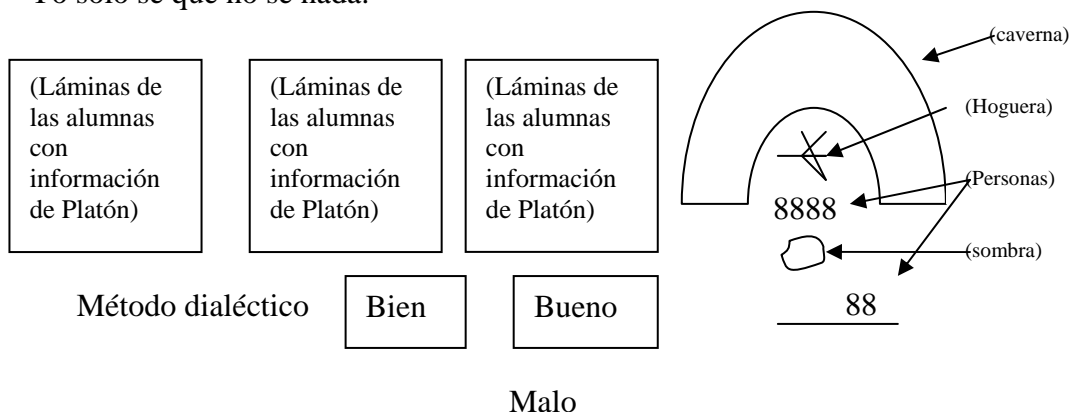 Yo solo se que no se nada.
(Láminas de
las alumnas
con
información
de Platón)
(Láminas de
las alumnas
con
información
de Platón)
(Láminas de
las alumnas
con
información
de Platón)
(caverna)
(Hoguera)
(Personas)
8888
(sombra)
88
Método dialéctico
Bien
Bueno
Malo